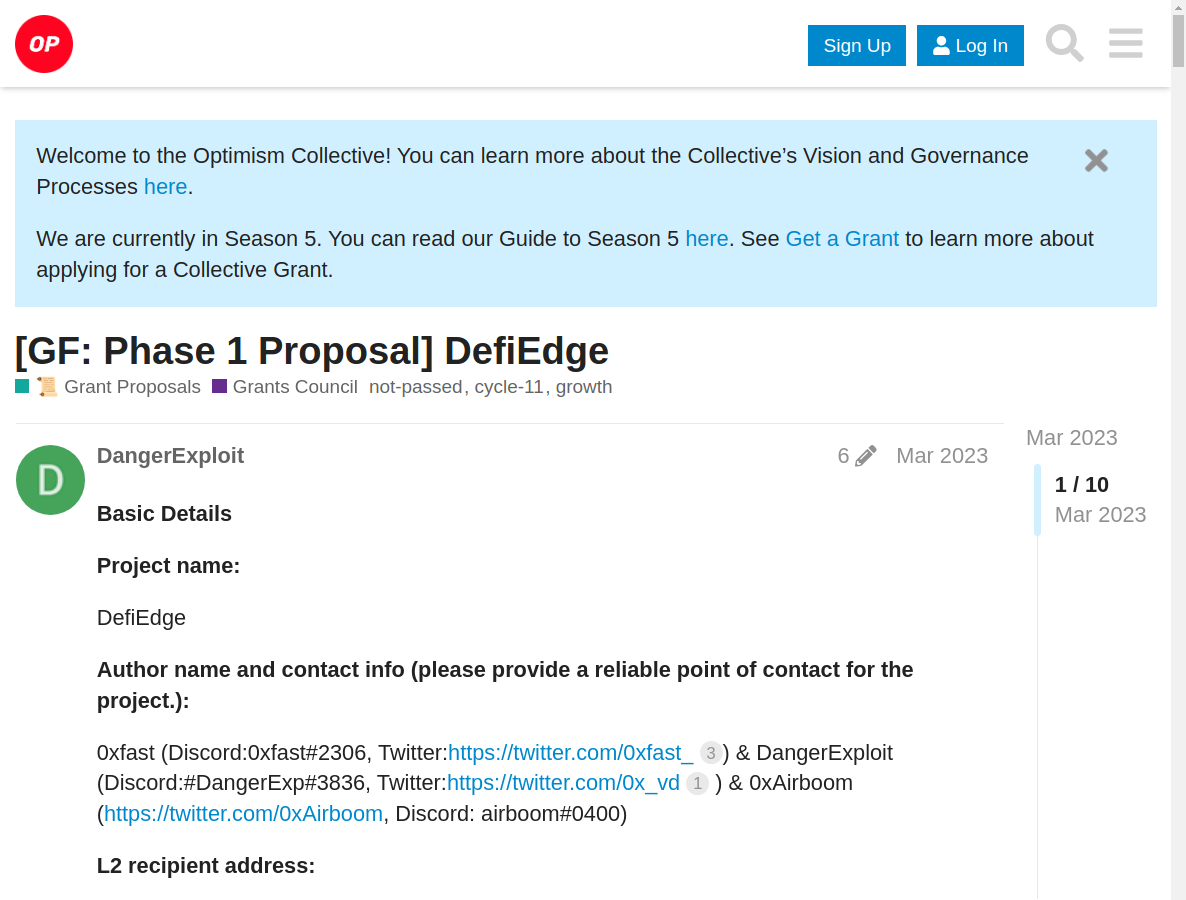 OP
Sign Up
Log In
Welcome to the Optimism Collective! You can learn more about the Collective’s Vision and Governance
Processes here.
We are currently in Season 5. You can read our Guide to Season 5 here. See Get a Grant to learn more about
applying for a Collective Grant.
[GF: Phase 1 Proposal] DefiEdge
Grant Proposals Grants Council not-passed, cycle-11, growth
D
DangerExploit
6
Mar 2023
Mar 2023
1 / 10
Mar 2023
Basic Details
Project name:
DefiEdge
Author name and contact info (please provide a reliable point of contact for the
project.):
0xfast (Discord:0xfast#2306, Twitter:https://twitter.com/0xfast_ 3) & DangerExploit
(Discord:#DangerExp#3836, Twitter:https://twitter.com/0x_vd 1 ) & 0xAirboom
(https://twitter.com/0xAirboom, Discord: airboom#0400)
L2 recipient address: